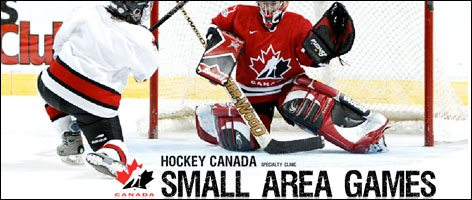 Club
HOCKEY CANADA SPECIALTY CLINIC
CANADA
SMALL AREA GAMES